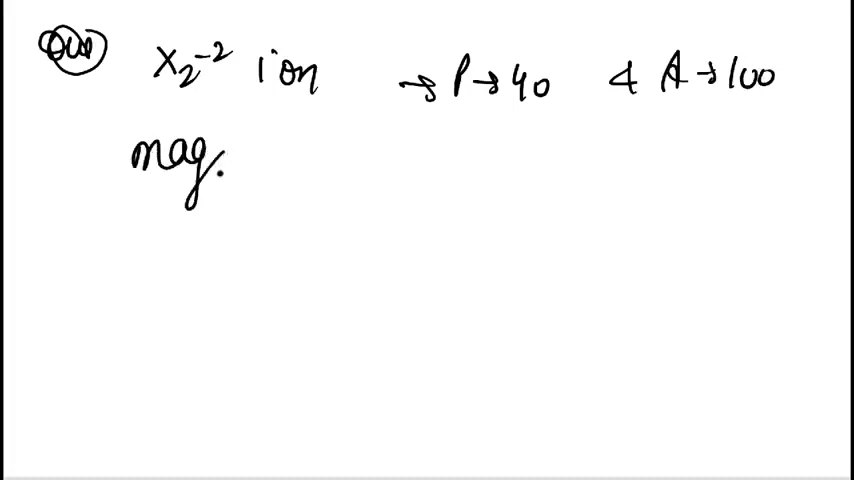 Que X₂⁻² ion → P → 40 & A → 100
mag.